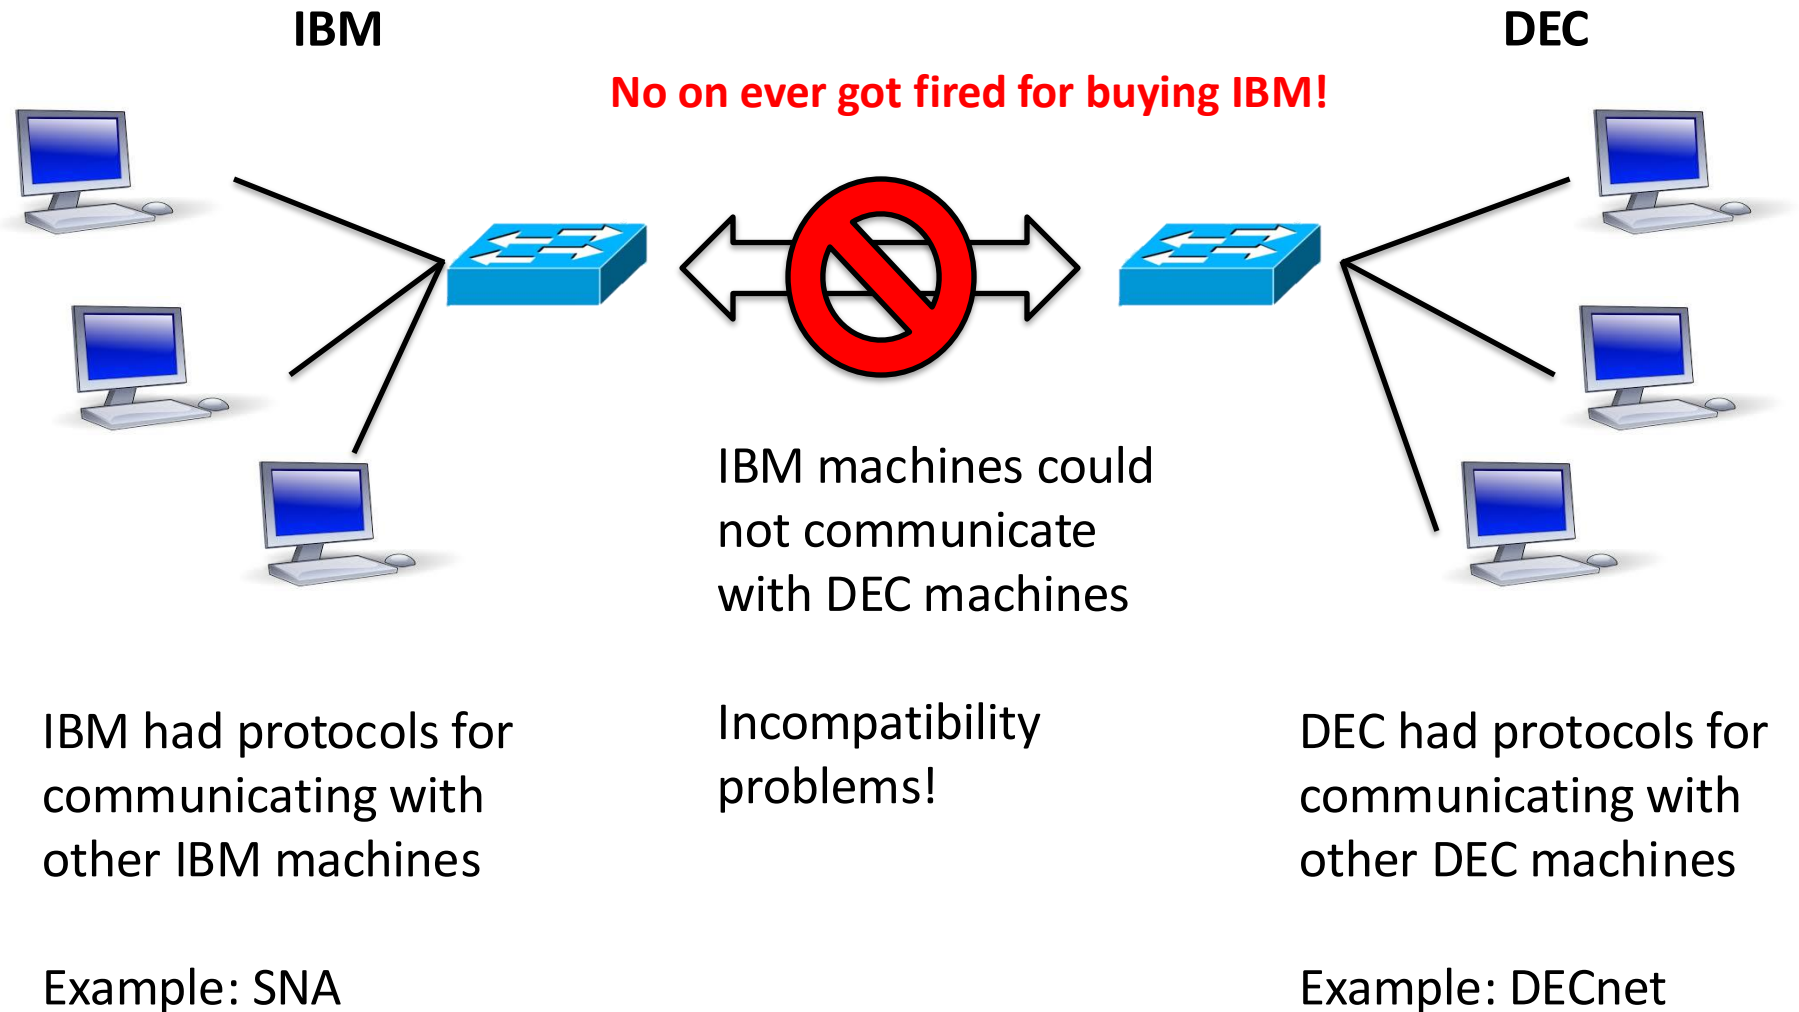 IBM
DEC
No on ever got fired for buying IBM!
IBM machines could
not communicate
with DEC machines
Incompatibility
problems!
IBM had protocols for
communicating with
other IBM machines
Example: SNA
DEC had protocols for
communicating with
other DEC machines
Example: DECnet